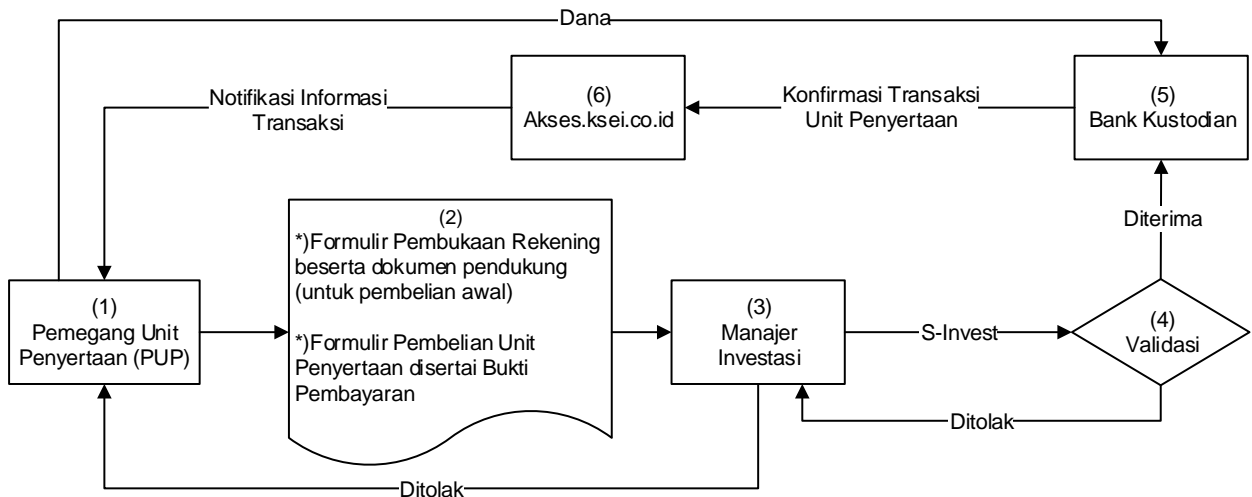 Dana
Notifikasi Informasi
Transaksi
(6)
Akses.ksei.co.id
Konfirmasi Transaksi
Unit Penyertaan
(5)
Bank Kustodian
Diterima
(1)
Pemegang Unit
Penyertaan (PUP)
(2)
*)Formulir Pembukaan Rekening
beserta dokumen pendukung
(untuk pembelian awal)
*)Formulir Pembelian Unit
Penyertaan disertai Bukti
Pembayaran
(3)
Manajer
Investasi
S-Invest
(4)
Validasi
Ditolak
Ditolak